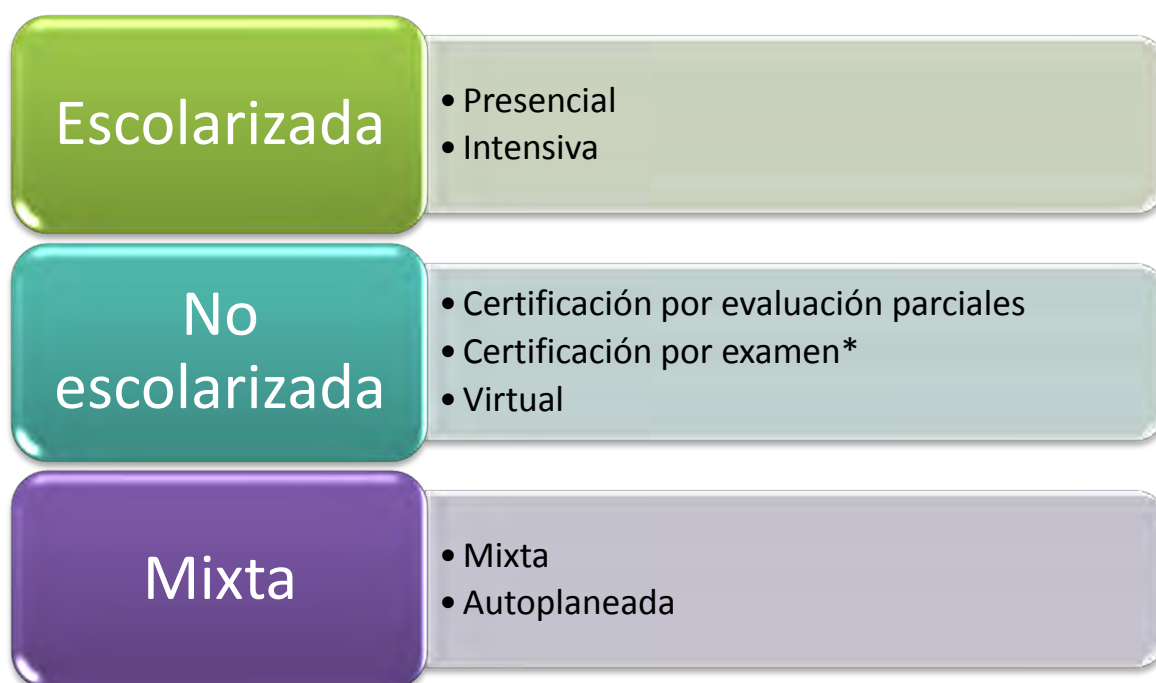 Escolarizada
• Presencial
• Intensiva
No
escolarizada
• Certificación por evaluación parciales
• Certificación por examen*
• Virtual
Mixta
• Mixta
• Autoplaneada